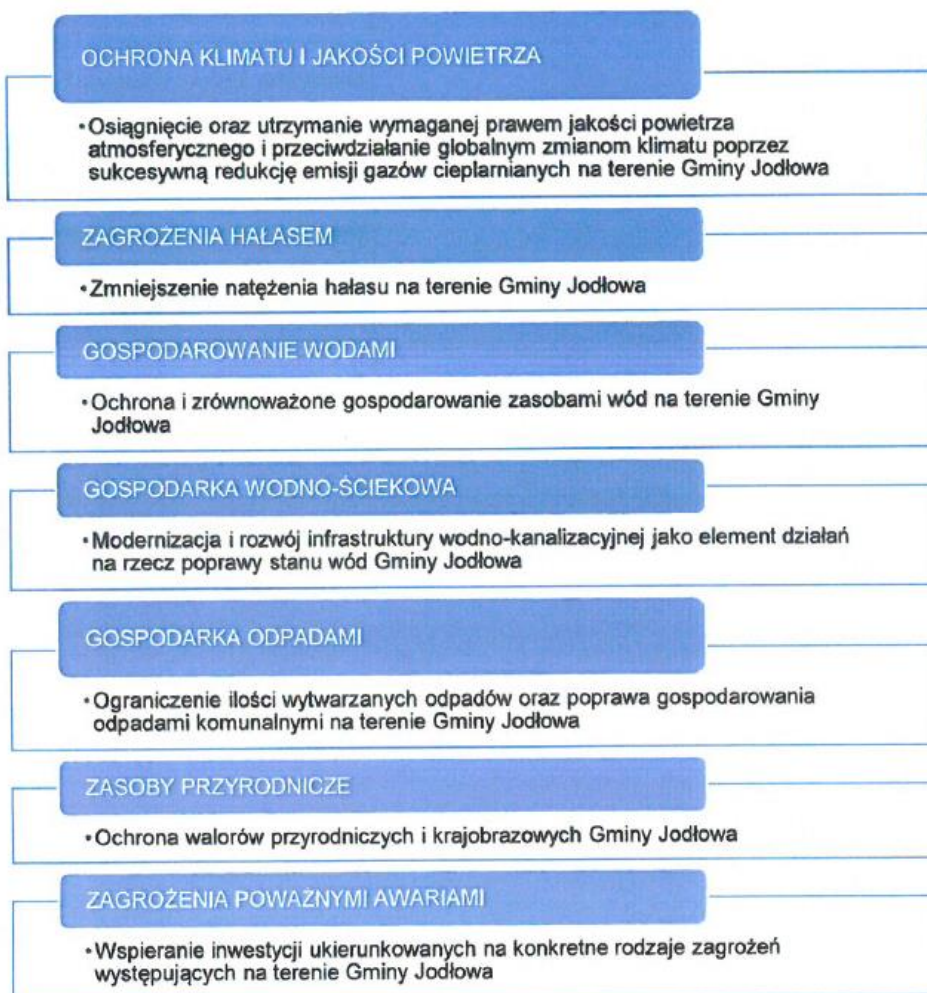 OCHRONA KLIMATU I JAKOŚCI POWIETRZA
•Osiągnięcie oraz utrzymanie wymaganej prawem jakości powietrza
atmosferycznego i przeciwdziałanie globalnym zmianom klimatu poprzez
sukcesywną redukcję emisji gazów cieplarnianych na terenie Gminy Jodłowa
ZAGROŻENIA HAŁASEM
•Zmniejszenie natężenia hałasu na terenie Gminy Jodłowa
GOSPODAROWANIE WODAMI
•Ochrona i zrównoważone gospodarowanie zasobami wód na terenie Gminy
Jodłowa
GOSPODARKA WODNO-ŚCIEKOWA
•Modernizacja i rozwój infrastruktury wodno-kanalizacyjnej jako element działań
na rzecz poprawy stanu wód Gminy Jodłowa
GOSPODARKA ODPADAMI
•Ograniczenie ilości wytwarzanych odpadów oraz poprawa gospodarowania
odpadami komunalnymi na terenie Gminy Jodłowa
ZASOBY PRZYRODNICZE
•Ochrona walorów przyrodniczych i krajobrazowych Gminy Jodłowa
ZAGROŻENIA POWAŻNYMI AWARIAMI
•Wspieranie inwestycji ukierunkowanych na konkretne rodzaje zagrożeń
występujących na terenie Gminy Jodłowa